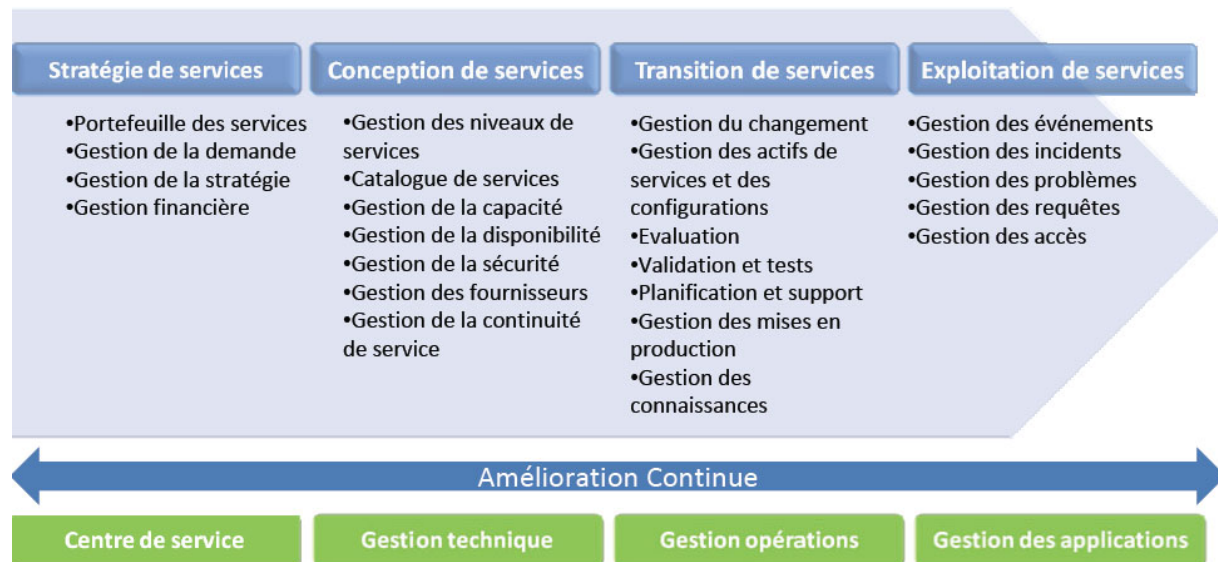 Stratégie de services
•Portefeuille des services
•Gestion de la demande
•Gestion de la stratégie
•Gestion financière
Conception de services
•Gestion des niveaux de
services
•Catalogue de services
•Gestion de la capacité
•Gestion de la disponibilité
•Gestion de la sécurité
•Gestion des fournisseurs
•Gestion de la continuité
de service
Transition de services
•Gestion du changement
•Gestion des actifs de
services et des
configurations
•Evaluation
•Validation et tests
•Planification et support
•Gestion des mises en
production
•Gestion des
connaissances
Exploitation de services
•Gestion des événements
•Gestion des incidents
•Gestion des problèmes
•Gestion des requêtes
•Gestion des accès
Amélioration Continue
Centre de service
Gestion technique
Gestion opérations
Gestion des applications